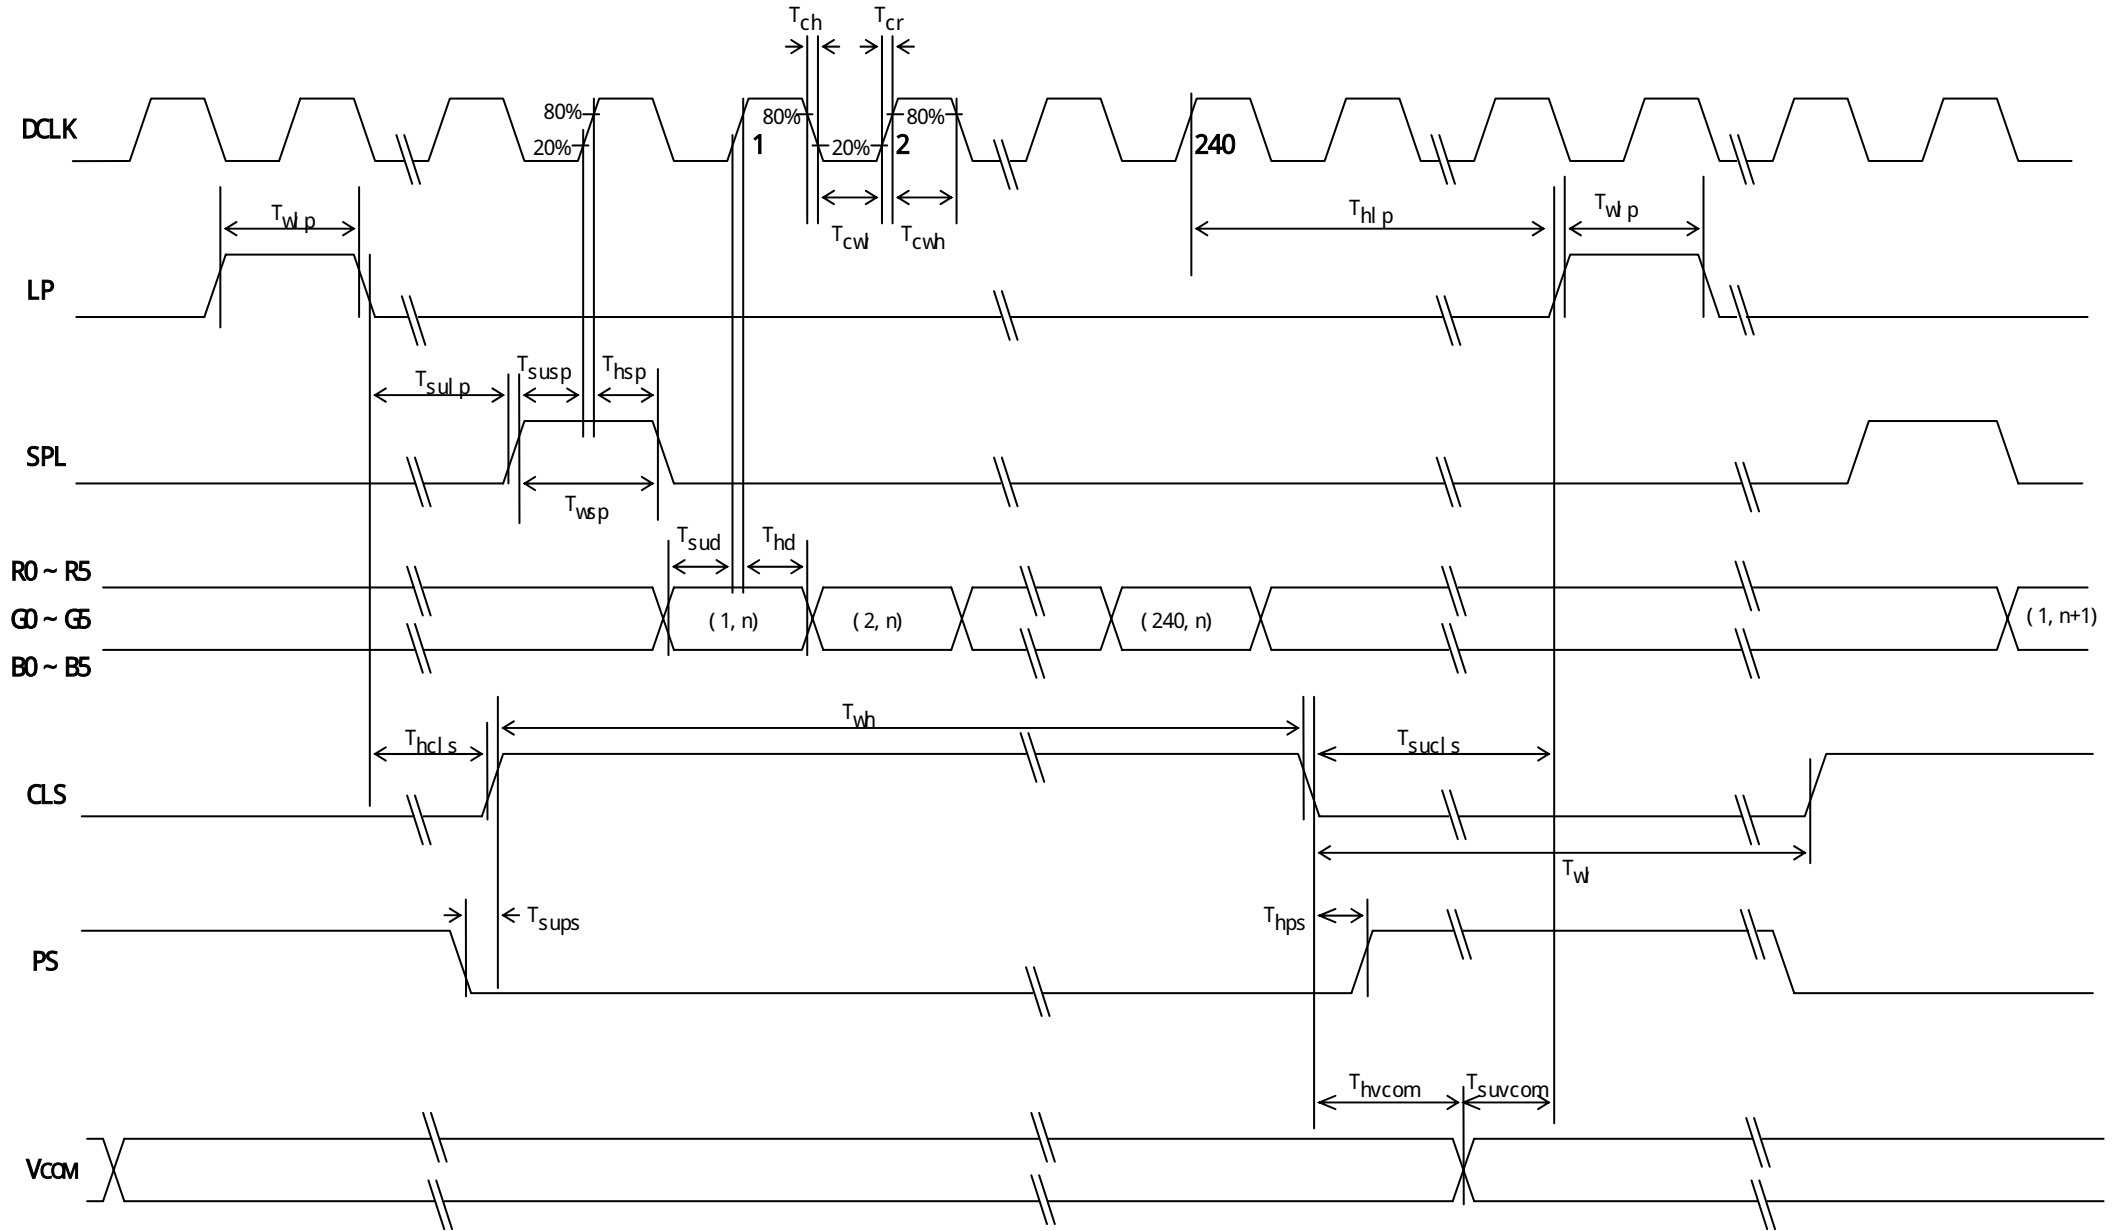 Tch Tcr
DCLK 80% 80% 80%
20% 1 20% 2 240
Twlp Thlp Twlp
Tcwl Tcwh
LP
Tsulp Tsusp Thsp
SPL
Twsp
Tsud Thd
R0 ~ R5
G0 ~ G5 (1, n) (2, n) (240, n) (1, n+1)
B0 ~ B5
Twh
Thcls Tsucls
CLS
Twl
Tsups Thps
PS
Thvcom Tsuvcom
VCOM